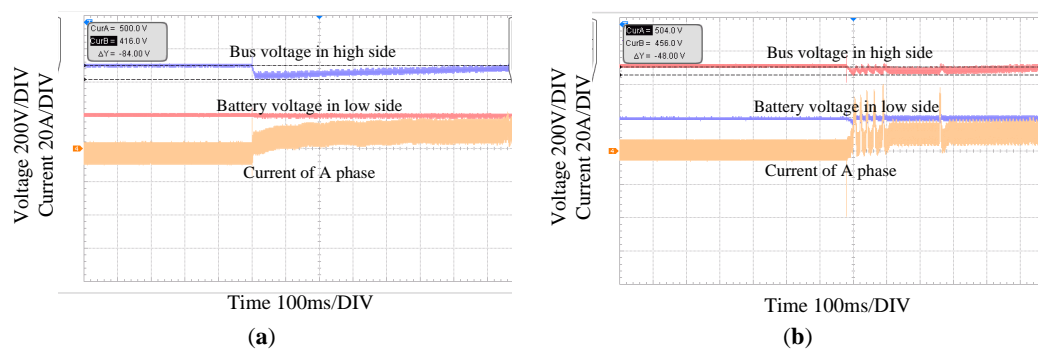 CurA = 500.0 V
CurB = 416.0 V
ΔY = -84.00 V
Bus voltage in high side
Battery voltage in low side
4
Current of A phase
Voltage 200V/DIV
Current 20A/DIV
Time 100ms/DIV
(a)
CurA = 504.0 V
CurB = 456.0 V
ΔY = -48.00 V
Bus voltage in high side
Battery voltage in low side
4
Current of A phase
Voltage 200V/DIV
Current 20A/DIV
Time 100ms/DIV
(b)